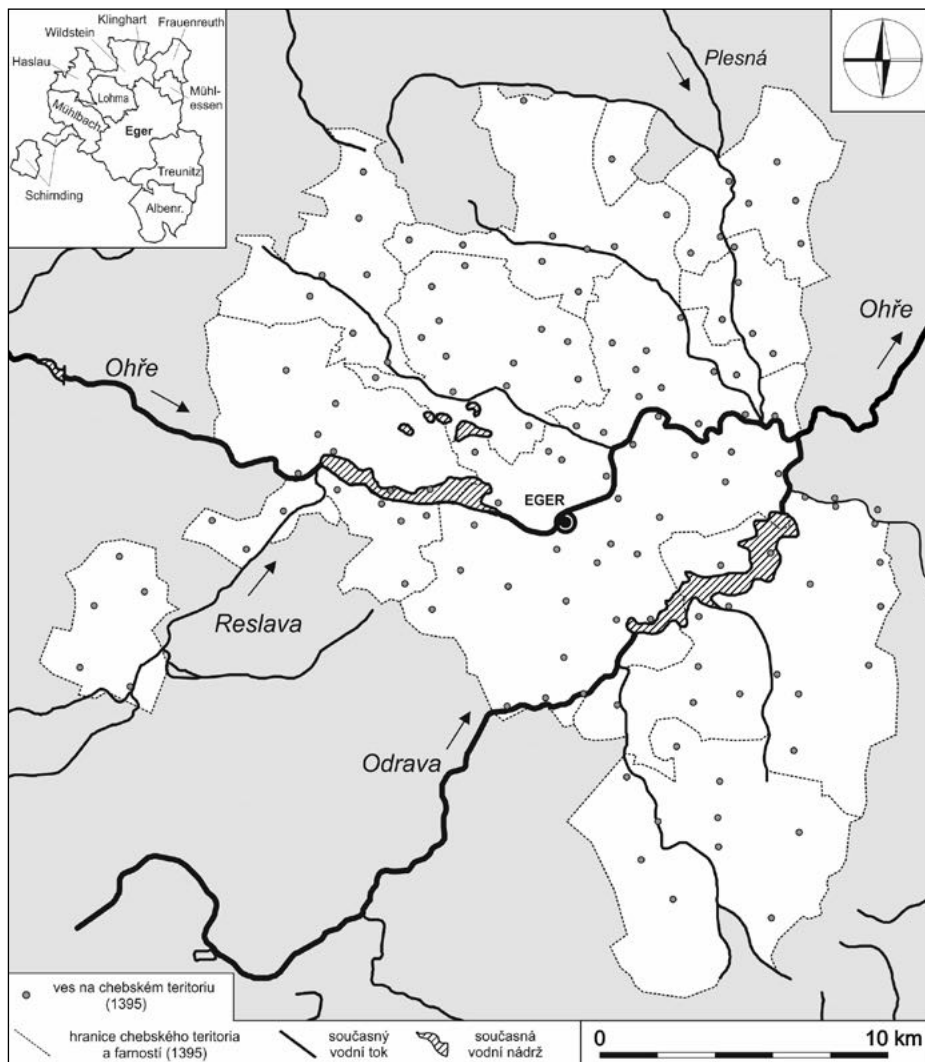 Klinghart
Frauenreuth
Wildstein
Haslau
Lohma
Mühl-
essen
Mühlbach
Eger
Treunitz
Schirnding
Albenr.
Plesná
Ohře
Ohře
EGER
Reslava
Odrava
ves na chebském teritoriu
(1395)
hranice chebského teritoria
a farností (1395)
současný
vodní tok
současná
vodní nádrž
0 10 km